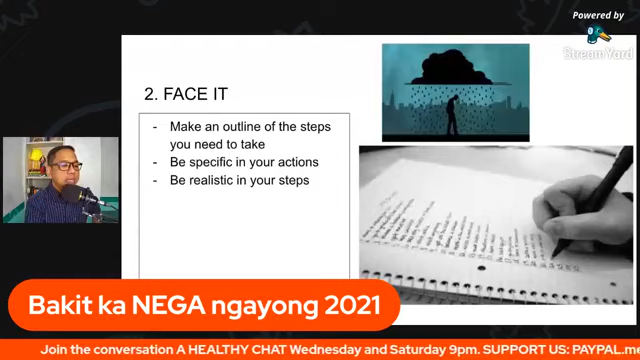 Powered by
StreamYard
2. FACE IT
- Make an outline of the steps
you need to take
- Be specific in your actions
- Be realistic in your steps
Bakit ka NEGA ngayong 2021
Join the conversation A HEALTHY CHAT Wednesday and Saturday 9pm. SUPPORT US: PAYPAL.me